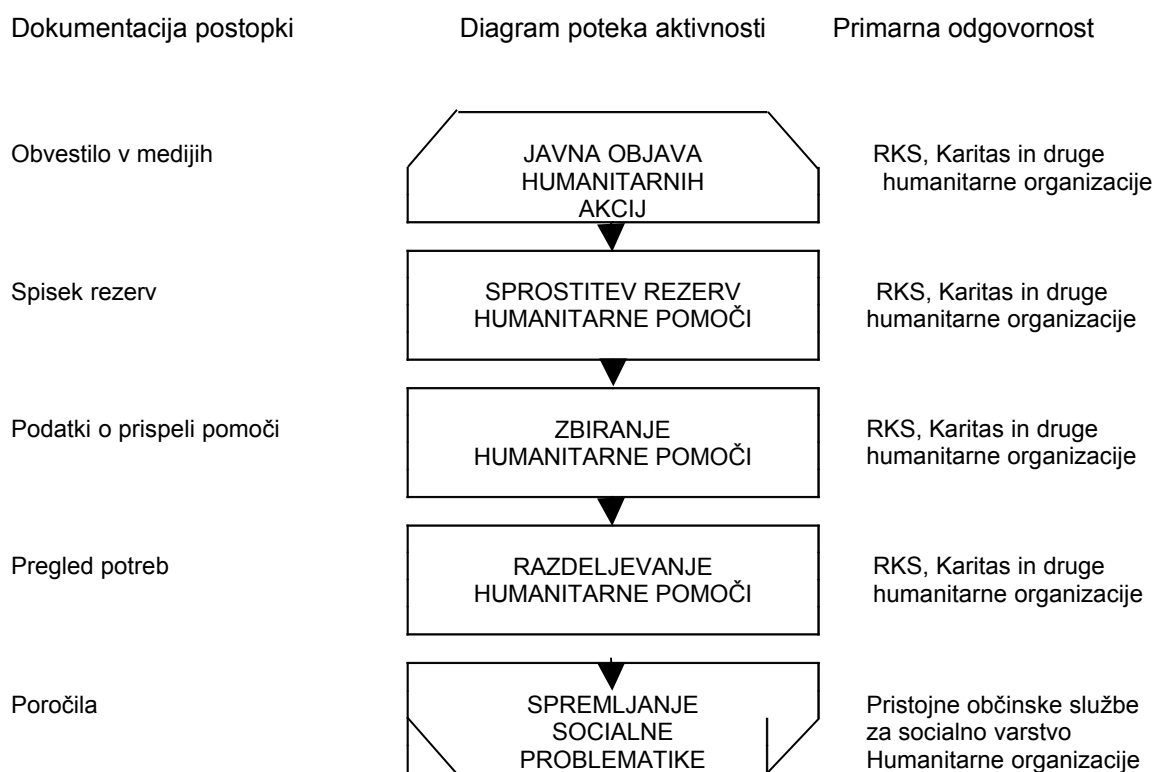 Dokumentacija postopki Diagram poteka aktivnosti Primarna odgovornost
Obvestilo v medijih
JAVNA OBJAVA
HUMANITARNIH
AKCIJ
RKS, Karitas in druge
humanitarne organizacije
Spisek rezerv
SPROSTITEV REZERV
HUMANITARNE POMOČI
RKS, Karitas in druge
humanitarne organizacije
Podatki o prispeli pomoči
ZBIRANJE
HUMANITARNE POMOČI
RKS, Karitas in druge
humanitarne organizacije
Pregled potreb
RAZDELJEVANJE
HUMANITARNE POMOČI
RKS, Karitas in druge
humanitarne organizacije
Poročila
SPREMLJANJE
SOCIALNE
PROBLEMATIKE
Pristojne občinske službe
za socialno varstvo
Humanitarne organizacije